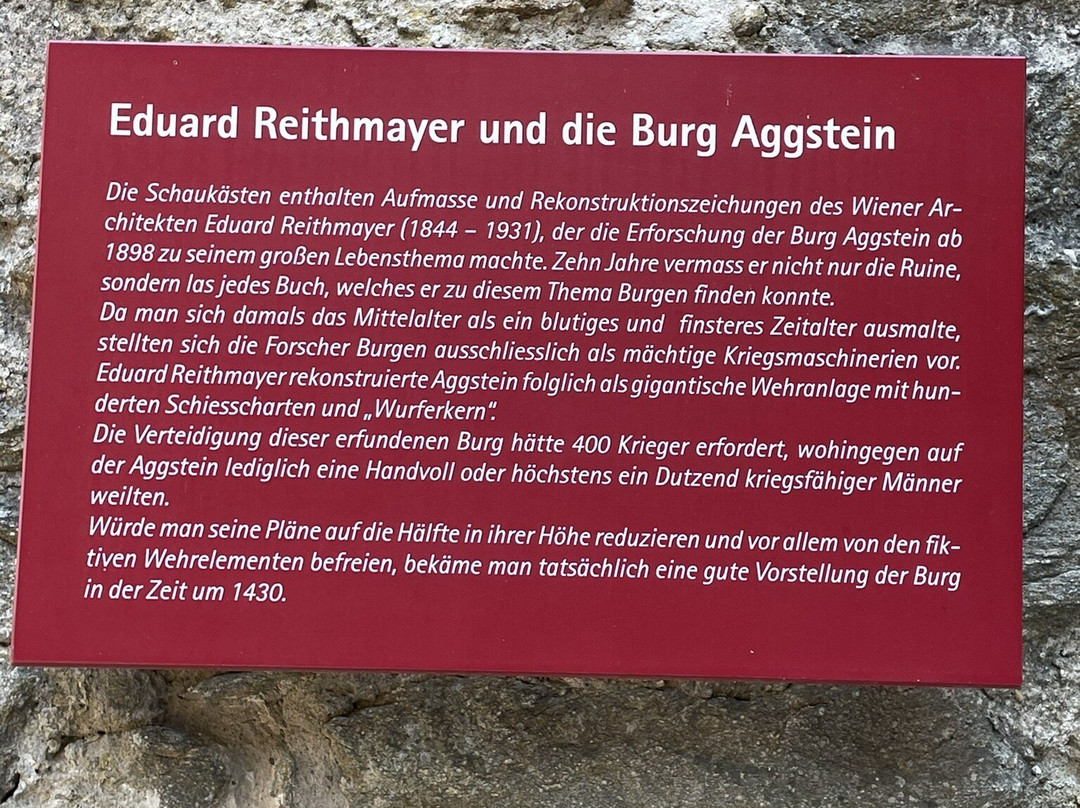 Eduard Reithmayer und die Burg Aggstein
Die Schaukästen enthalten Aufmasse und Rekonstruktionszeichungen des Wiener Ar-
chitekten Eduard Reithmayer (1844 – 1931), der die Erforschung der Burg Aggstein ab
1898 zu seinem großen Lebensthema machte. Zehn Jahre vermass er nicht nur die Ruine,
sondern las jedes Buch, welches er zu diesem Thema Burgen finden konnte.
Da man sich damals das Mittelalter als ein blutiges und finsteres Zeitalter ausmalte,
stellten sich die Forscher Burgen ausschliesslich als mächtige Kriegsmaschinerien vor.
Eduard Reithmayer rekonstruierte Aggstein folglich als gigantische Wehranlage mit hun-
derten Schiesscharten und „Wurferkern“.
Die Verteidigung dieser erfundenen Burg hätte 400 Krieger erfordert, wohingegen auf
der Aggstein lediglich eine Handvoll oder höchstens ein Dutzend kriegsfähiger Männer
weilten.
Würde man seine Pläne auf die Hälfte in ihrer Höhe reduzieren und vor allem von den fik-
tiven Wehrelementen befreien, bekäme man tatsächlich eine gute Vorstellung der Burg
in der Zeit um 1430.